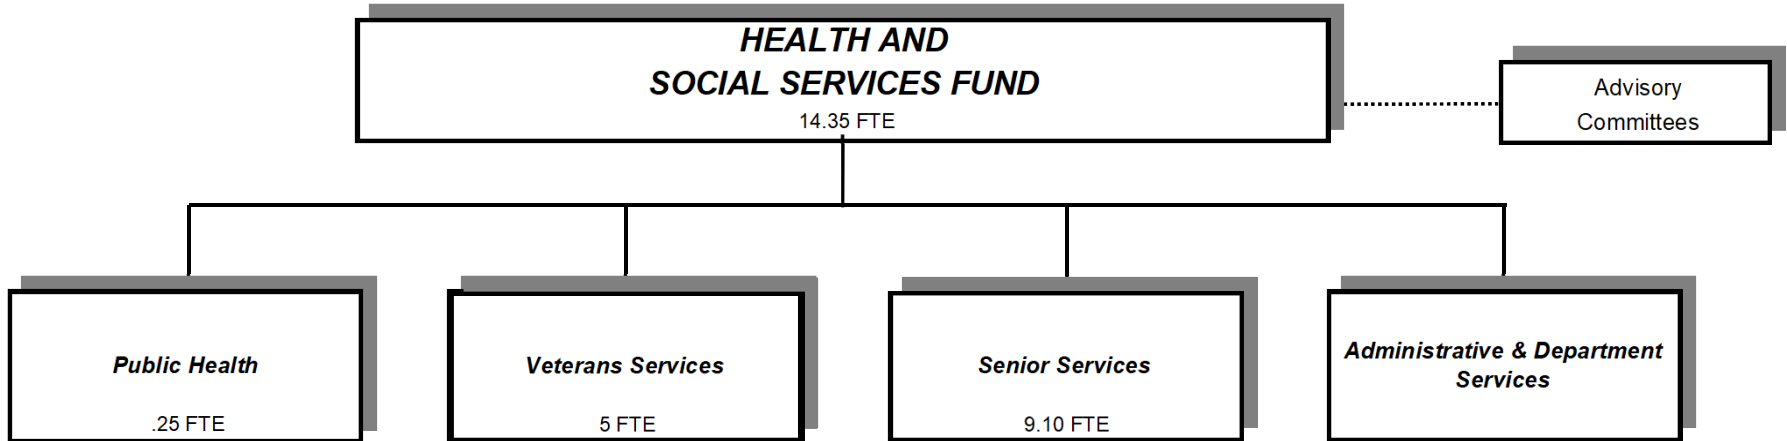 HEALTH AND
SOCIAL SERVICES FUND
14.35 FTE
Advisory
Committees
Public Health
.25 FTE
Veterans Services
5 FTE
Senior Services
9.10 FTE
Administrative & Department
Services